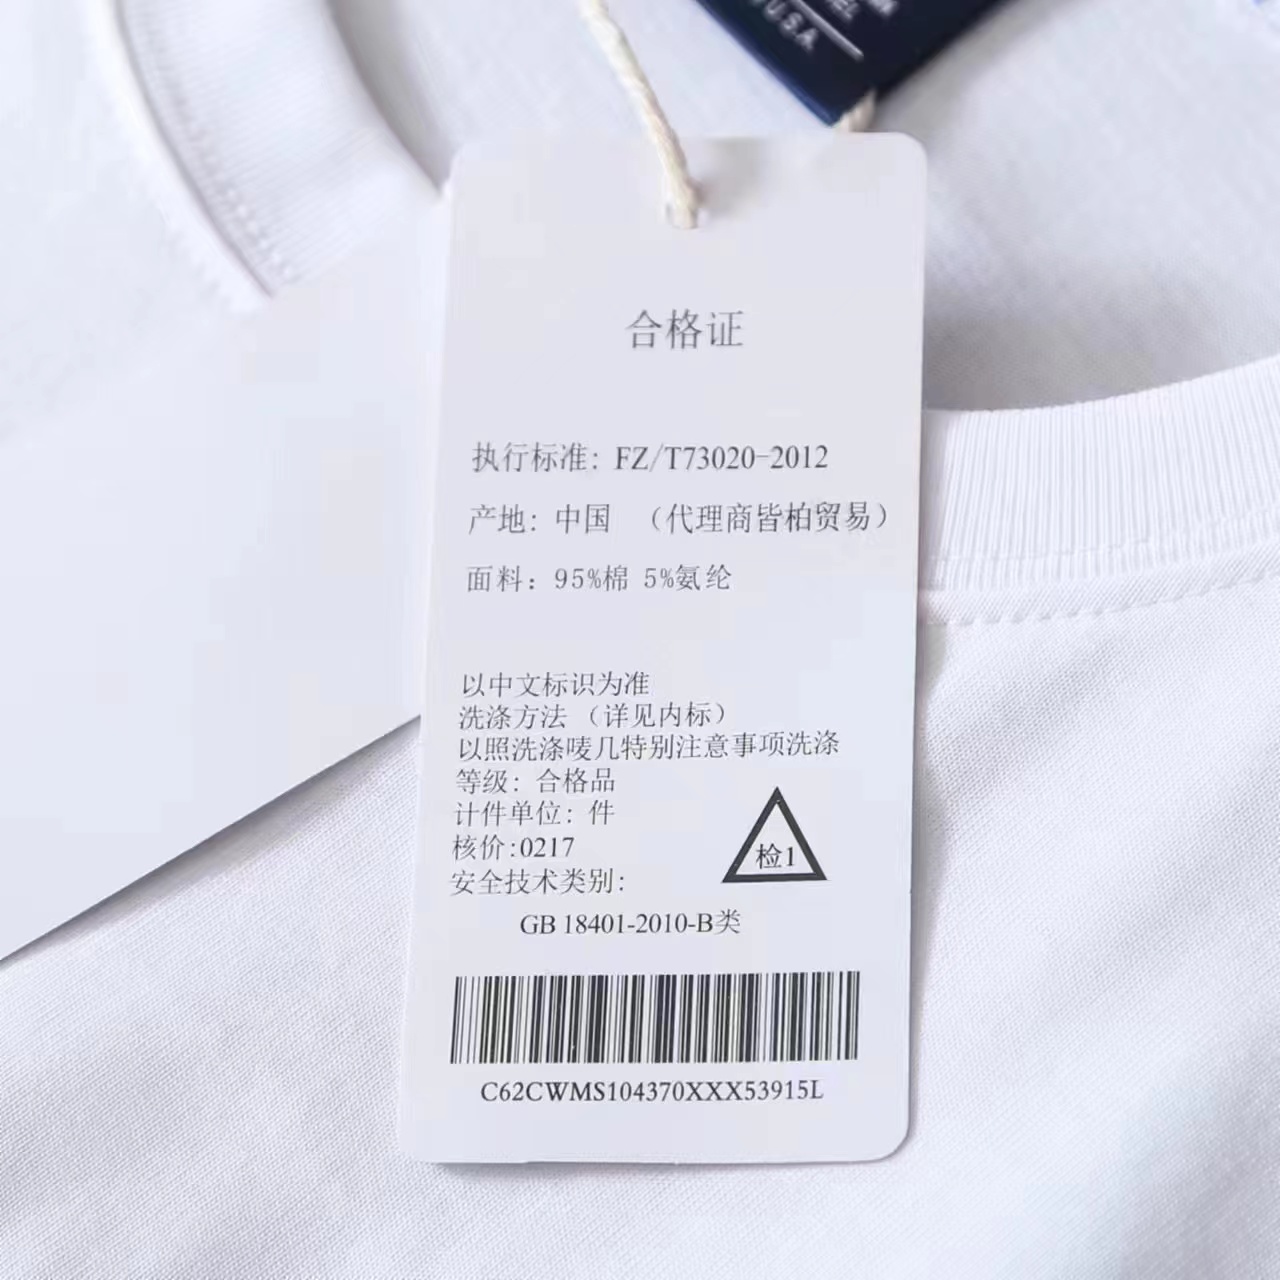 USA
合格证
执行标准: FZ/T73020-2012
产地: 中国 （代理商皆柏贸易）
面料: 95%棉 5%氨纶
以中文标识为准
洗涤方法 （详见内标）
以照洗涤唛几特别注意事项洗涤
等级: 合格品
计件单位: 件
核价:0217
检1
安全技术类别:
GB 18401-2010-B类
C62CWMS104370XXX53915L